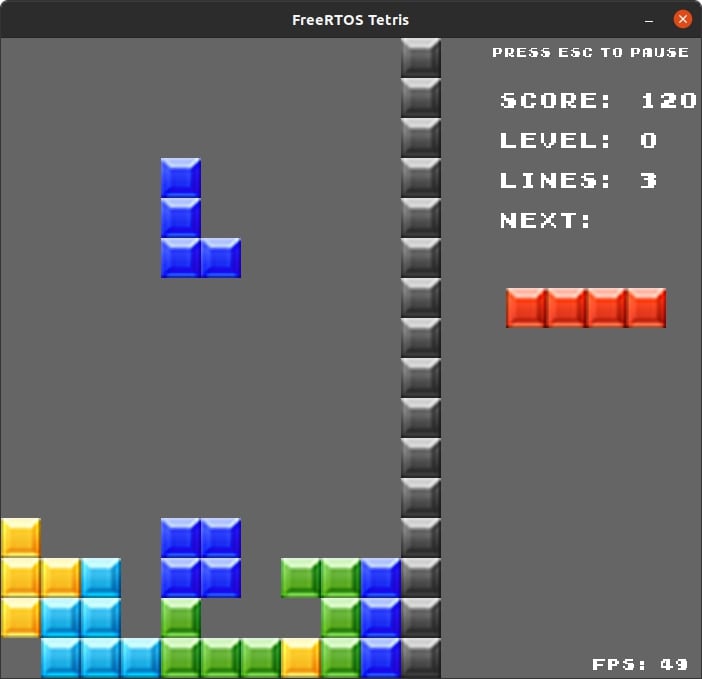 FreeRTOS Tetris
PRESS ESC TO PAUSE
SCORE: 120
LEVEL: 0
LINES: 3
NEXT:
FPS: 49